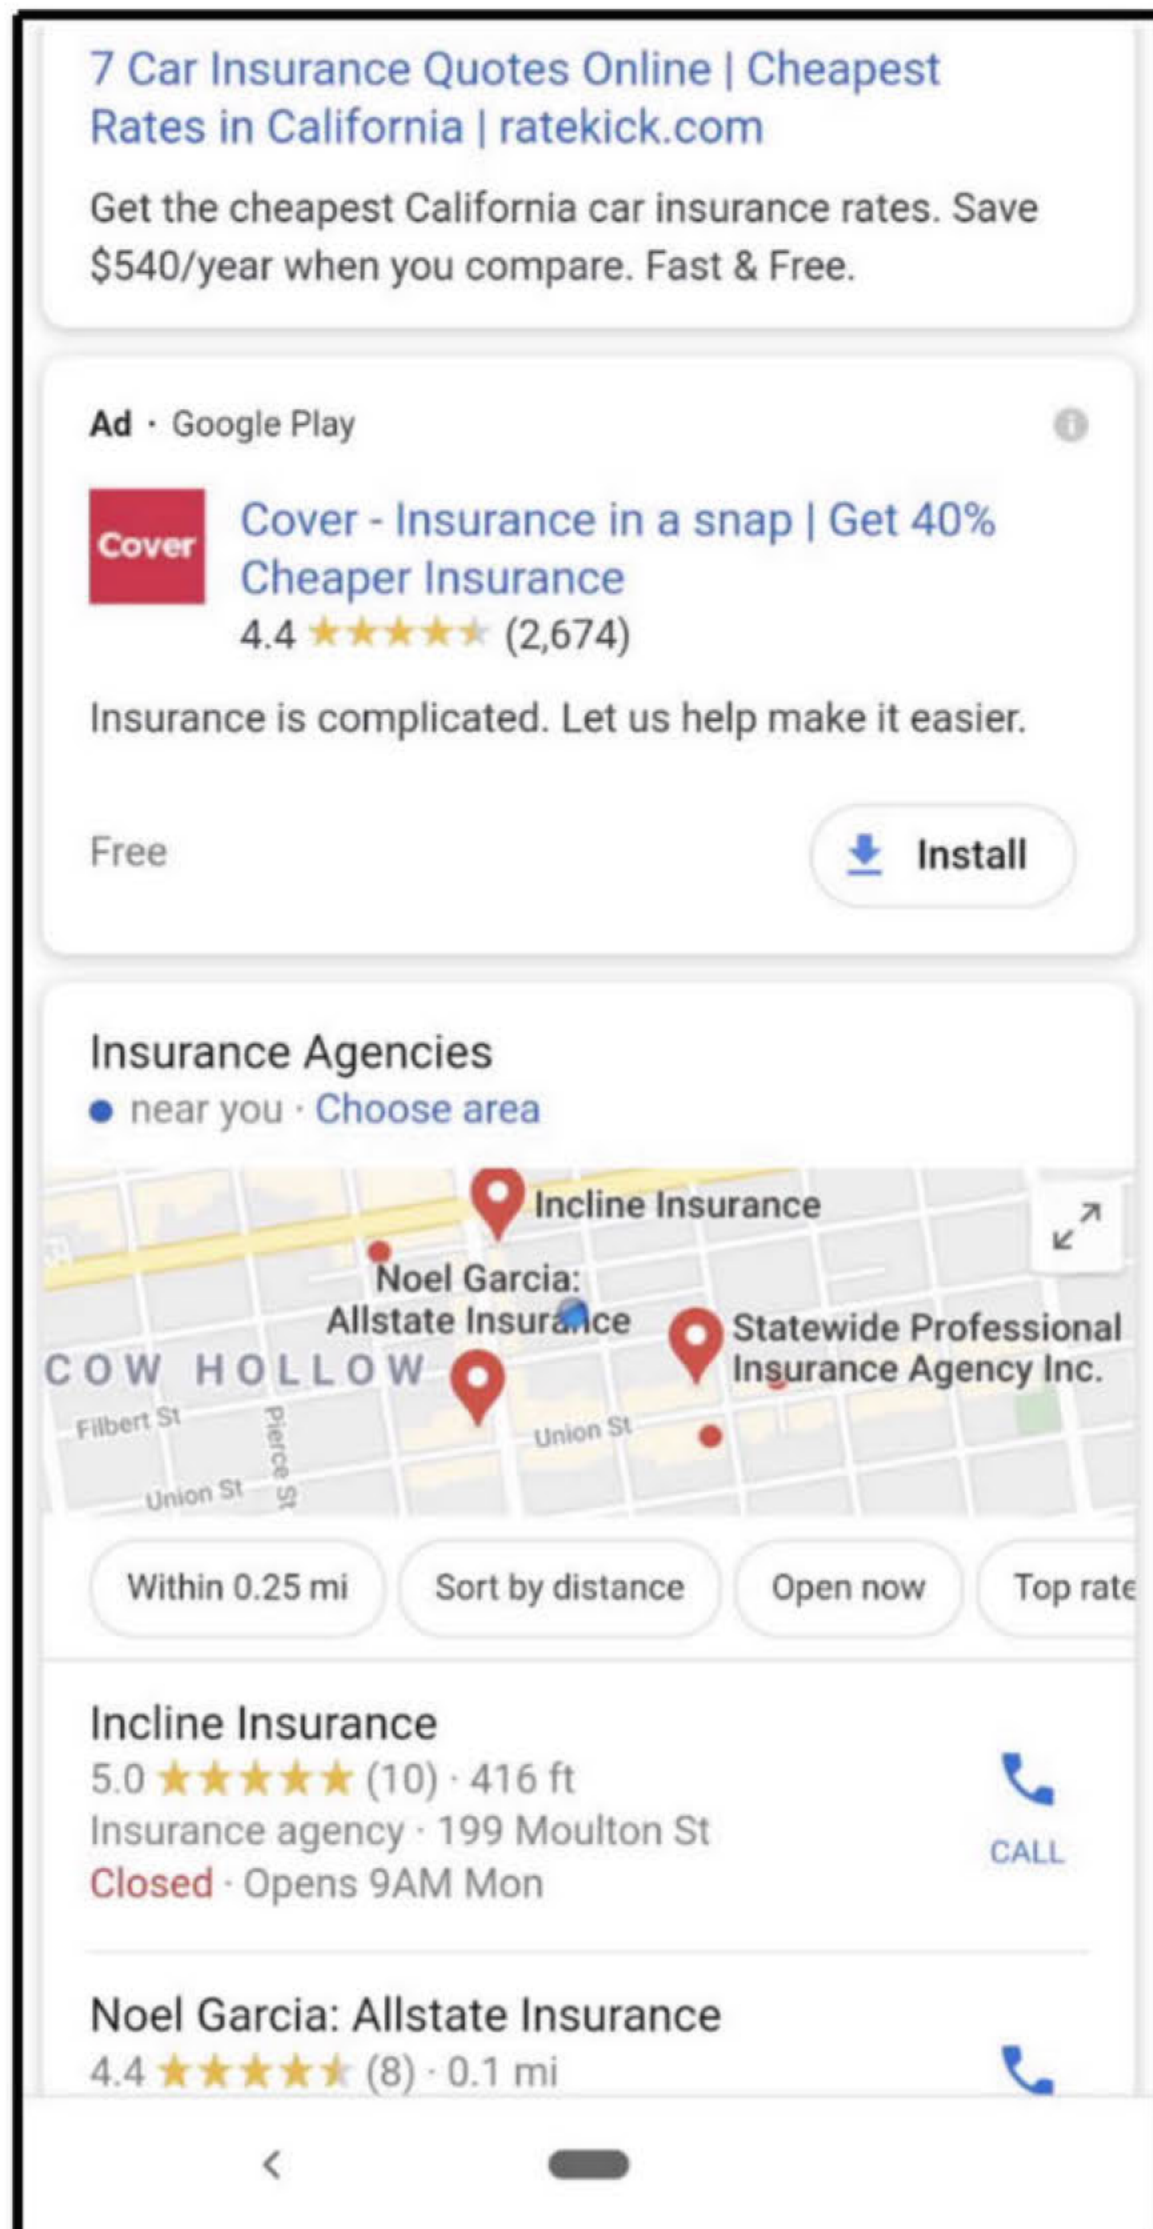 7 Car Insurance Quotes Online | Cheapest
Rates in California | ratekick.com
Get the cheapest California car insurance rates. Save
$540/year when you compare. Fast & Free.
Ad · Google Play
Cover
Cover - Insurance in a snap | Get 40%
Cheaper Insurance
4.4 (2,674)
Insurance is complicated. Let us help make it easier.
Free
Install
Insurance Agencies
near you · Choose area
Incline Insurance
Noel Garcia:
Allstate Insurance
Statewide Professional
Insurance Agency Inc.
COW HOLLOW
Filbert St
Pierce St
Union St
Union St
Within 0.25 mi
Sort by distance
Open now
Top rate
Incline Insurance
5.0 (10) · 416 ft
Insurance agency · 199 Moulton St
Closed · Opens 9AM Mon
CALL
Noel Garcia: Allstate Insurance
4.4 (8) · 0.1 mi